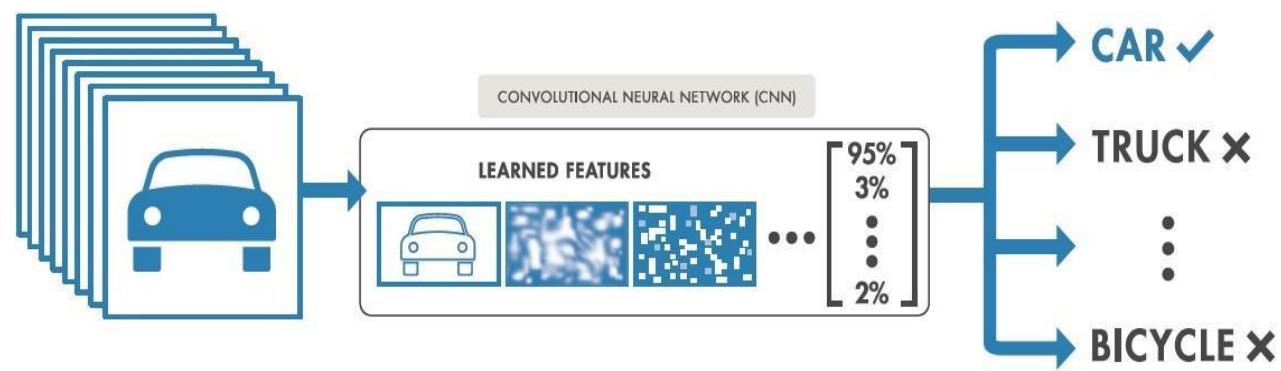 CONVOLUTIONAL NEURAL NETWORK (CNN)
LEARNED FEATURES
95%
3%
2%
CAR
TRUCK
BICYCLE